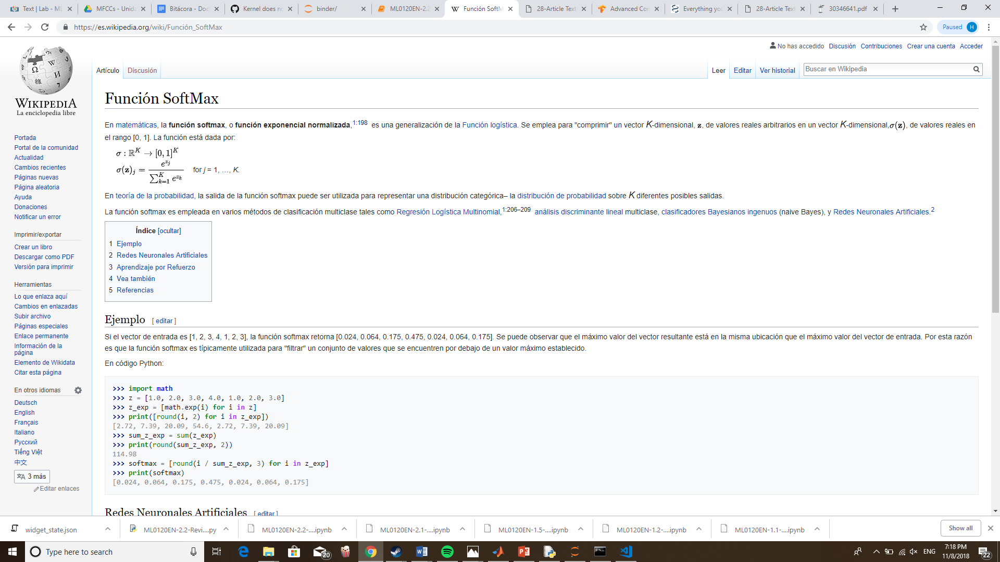 Text | Lab - ML
MFCCs - Unida
Bitácora - Doc
Kernel does no
binder/
ML0120EN-2.2
Función SoftM
28-Article Text
Advanced Con
Everything you
28-Article Text
30346641.pdf
https://es.wikipedia.org/wiki/Función_SoftMax
Paused H
No has accedido Discusión Contribuciones Crear una cuenta Acceder
Artículo Discusión Leer Editar Ver historial Buscar en Wikipedia
WIKIPEDIA
La enciclopedia libre
Portada
Portal de la comunidad
Actualidad
Cambios recientes
Páginas nuevas
Página aleatoria
Ayuda
Donaciones
Notificar un error
Imprimir/exportar
Crear un libro
Descargar como PDF
Versión para imprimir
Herramientas
Lo que enlaza aquí
Cambios en enlazadas
Subir archivo
Páginas especiales
Enlace permanente
Información de la
página
Elemento de Wikidata
Citar esta página
En otros idiomas
Deutsch
English
Français
Italiano
Русский
Tiếng Việt
中文
3 más
Editar enlaces
Función SoftMax
En matemáticas, la función softmax, o función exponencial normalizada,1:198 es una generalización de la Función logística. Se emplea para "comprimir" un vector K-dimensional, z, de valores reales arbitrarios en un vector K-dimensional,σ(z), de valores reales en
el rango [0, 1]. La función está dada por:
σ : ℝ^K → [0, 1]^K
σ(z)_j = e^{z_j} / ∑_{k=1}^K e^{z_k} for j = 1, …, K.
En teoría de la probabilidad, la salida de la función softmax puede ser utilizada para representar una distribución categórica– la distribución de probabilidad sobre K diferentes posibles salidas.
La función softmax es empleada en varios métodos de clasificación multiclase tales como Regresión Logística Multinomial,1:206–209 análisis discriminante lineal multiclase, clasificadores Bayesianos ingenuos (naive Bayes), y Redes Neuronales Artificiales.2
Índice [ocultar]
1 Ejemplo
2 Redes Neuronales Artificiales
3 Aprendizaje por Refuerzo
4 Vea también
5 Referencias
Ejemplo [ editar ]
Si el vector de entrada es [1, 2, 3, 4, 1, 2, 3], la función softmax retorna [0.024, 0.064, 0.175, 0.475, 0.024, 0.064, 0.175]. Se puede observar que el máximo valor del vector resultante está en la misma ubicación que el máximo valor del vector de entrada. Por esta razón
es que la función softmax es típicamente utilizada para "filtrar" un conjunto de valores que se encuentren por debajo de un valor máximo establecido.
En código Python:
>>> import math
>>> z = [1.0, 2.0, 3.0, 4.0, 1.0, 2.0, 3.0]
>>> z_exp = [math.exp(i) for i in z]
>>> print([round(i, 2) for i in z_exp])
[2.72, 7.39, 20.09, 54.6, 2.72, 7.39, 20.09]
>>> sum_z_exp = sum(z_exp)
>>> print(round(sum_z_exp, 2))
114.98
>>> softmax = [round(i / sum_z_exp, 3) for i in z_exp]
>>> print(softmax)
[0.024, 0.064, 0.175, 0.475, 0.024, 0.064, 0.175]
Redes Neuronales Artificiales [ editar ]
widget_state.json
ML0120EN-2.2-Revi....py
ML0120EN-2.2-....ipynb
ML0120EN-2.1-....ipynb
ML0120EN-1.5-....ipynb
ML0120EN-1.2-....ipynb
ML0120EN-1.1-....ipynb
Show all
Type here to search
20
ENG
7:18 PM
11/8/2018
22